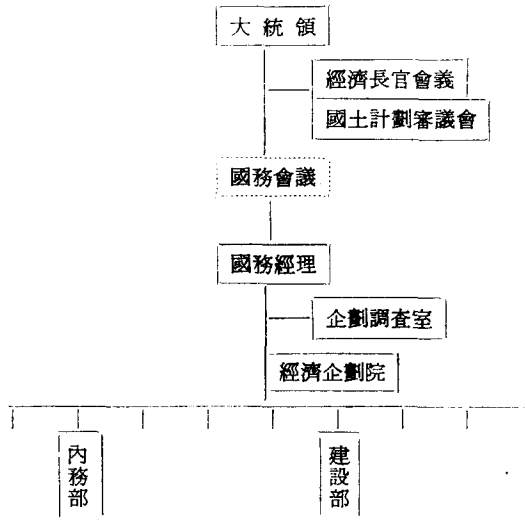 大統領
經濟長官會義
國土計劃審議會
國務會議
國務經理
企劃調査室
經濟企劃院
內務部
建設部